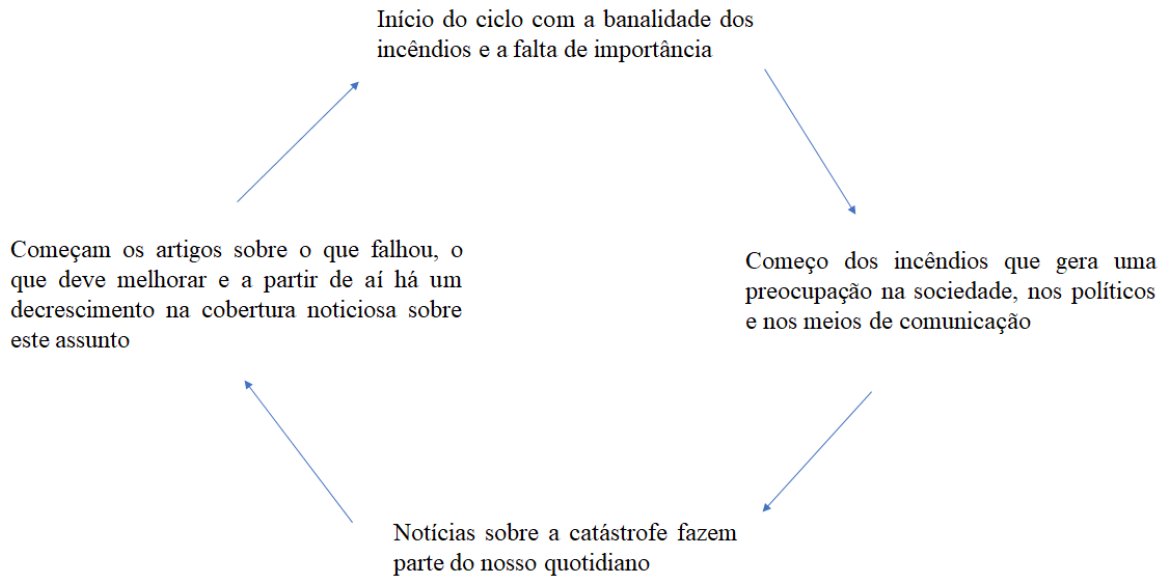 Início do ciclo com a banalidade dos
incêndios e a falta de importância
Começo dos incêndios que gera uma
preocupação na sociedade, nos políticos
e nos meios de comunicação
Notícias sobre a catástrofe fazem
parte do nosso quotidiano
Começam os artigos sobre o que falhou, o
que deve melhorar e a partir de aí há um
decrescimento na cobertura noticiosa sobre
este assunto